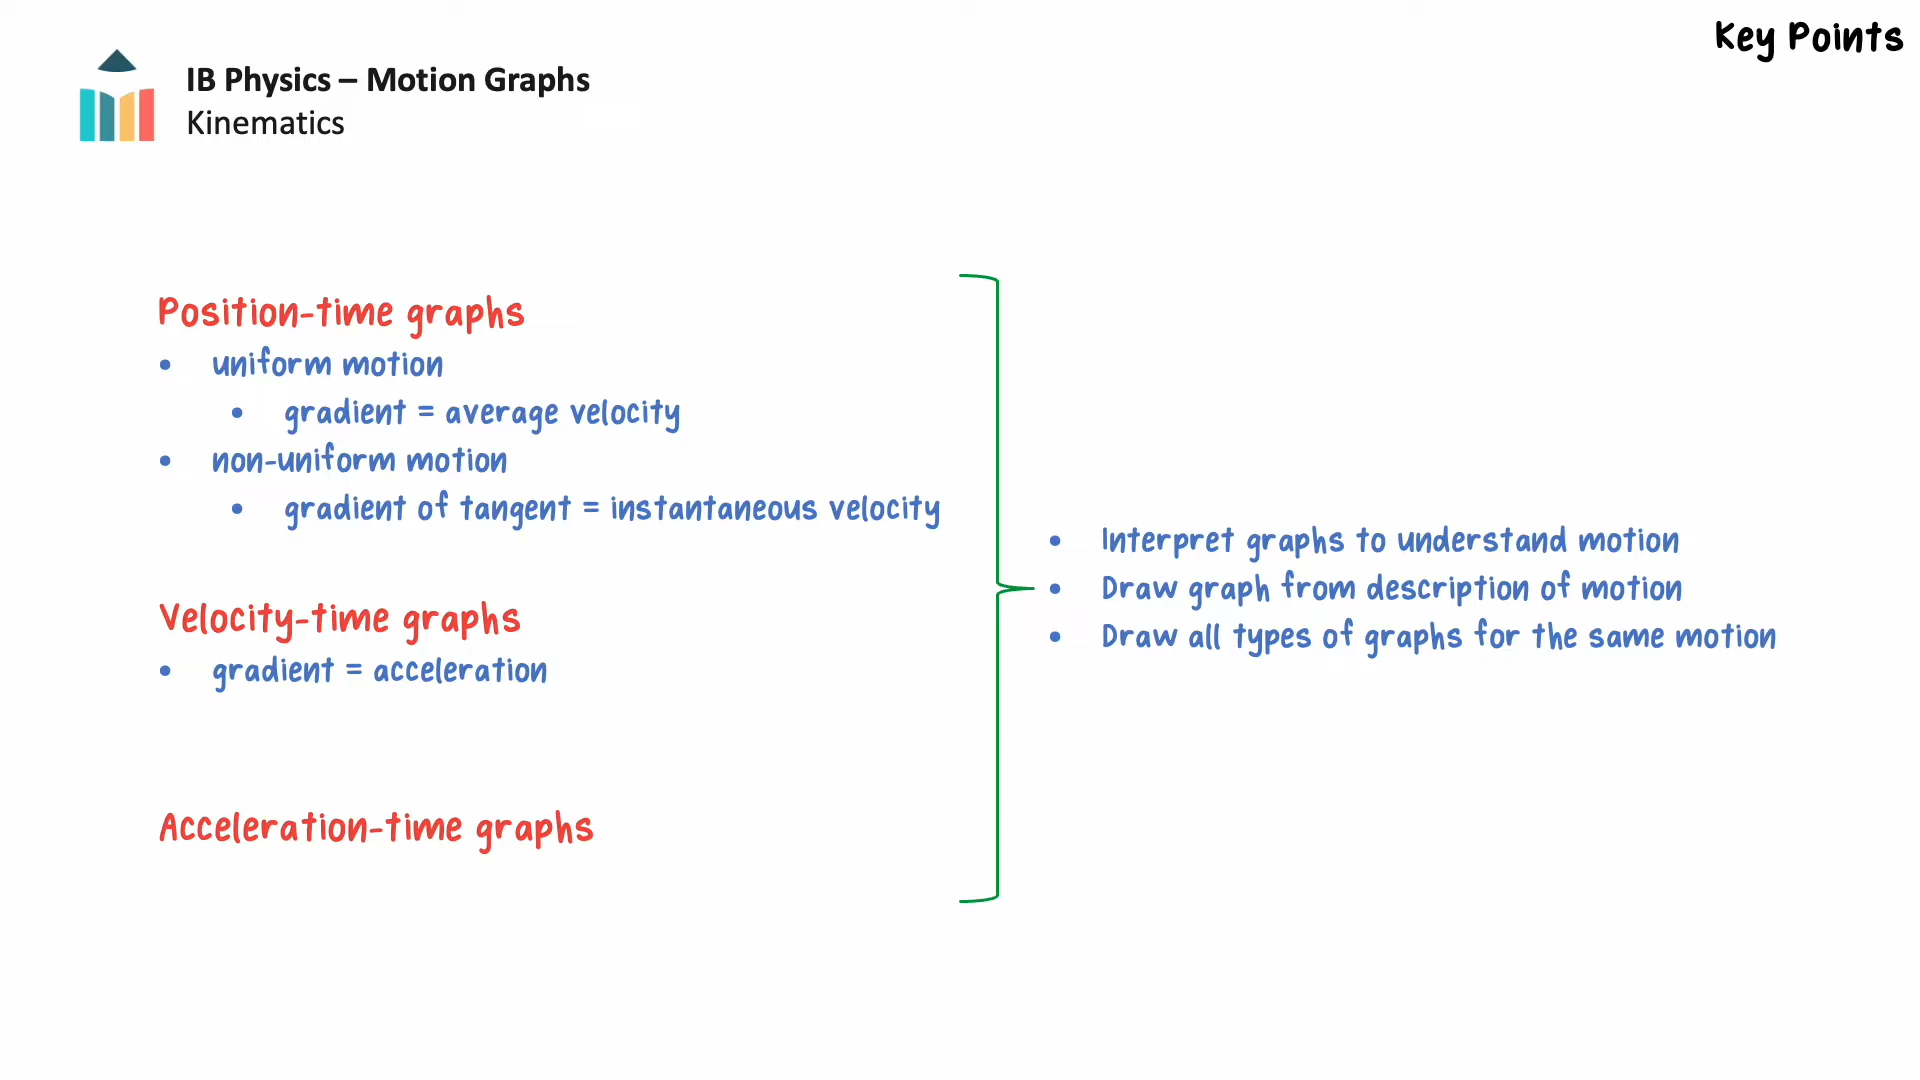 Key Points
IB Physics – Motion Graphs
Kinematics
Position-time graphs
• uniform motion
• gradient = average velocity
• non-uniform motion
• gradient of tangent = instantaneous velocity
Velocity-time graphs
• gradient = acceleration
Acceleration-time graphs
• Interpret graphs to understand motion
• Draw graph from description of motion
• Draw all types of graphs for the same motion